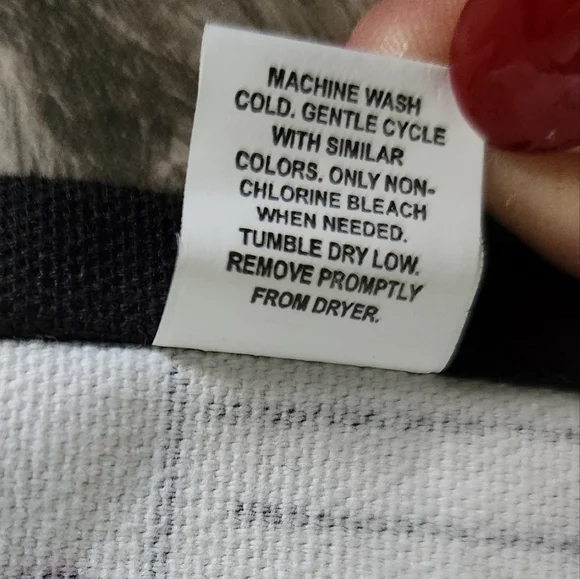 MACHINE WASH
COLD. GENTLE CYCLE
WITH SIMILAR
COLORS. ONLY NON-
CHLORINE BLEACH
WHEN NEEDED.
TUMBLE DRY LOW.
REMOVE PROMPTLY
FROM DRYER.